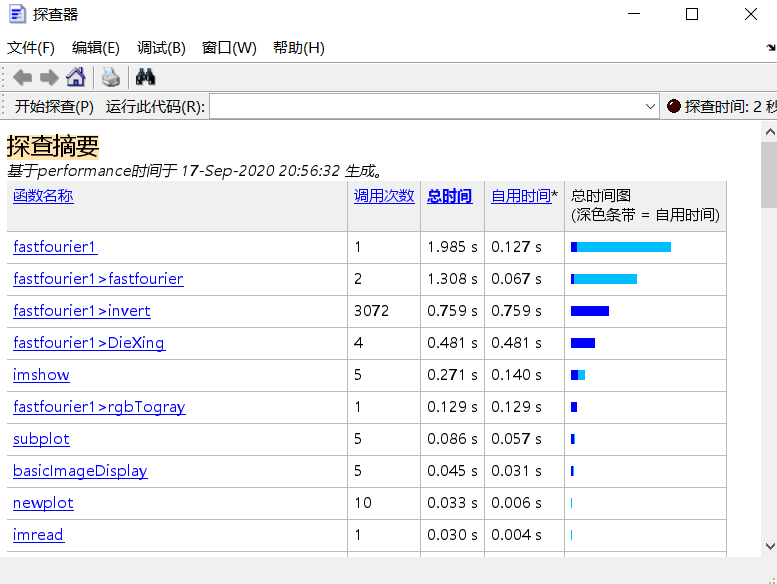 探查器
文件(F) 编辑(E) 调试(B) 窗口(W) 帮助(H)
开始探查(P) 运行此代码(R): 探查时间: 2 秒
探查摘要
基于performance时间于 17-Sep-2020 20:56:32 生成。
函数名称 调用次数 总时间 自用时间* 总时间图
(深色条带 = 自用时间)
fastfourier1 1 1.985 s 0.127 s
fastfourier1>fastfourier 2 1.308 s 0.067 s
fastfourier1>invert 3072 0.759 s 0.759 s
fastfourier1>DieXing 4 0.481 s 0.481 s
imshow 5 0.271 s 0.140 s
fastfourier1>rgbTogray 1 0.129 s 0.129 s
subplot 5 0.086 s 0.057 s
basicImageDisplay 5 0.045 s 0.031 s
newplot 10 0.033 s 0.006 s
imread 1 0.030 s 0.004 s